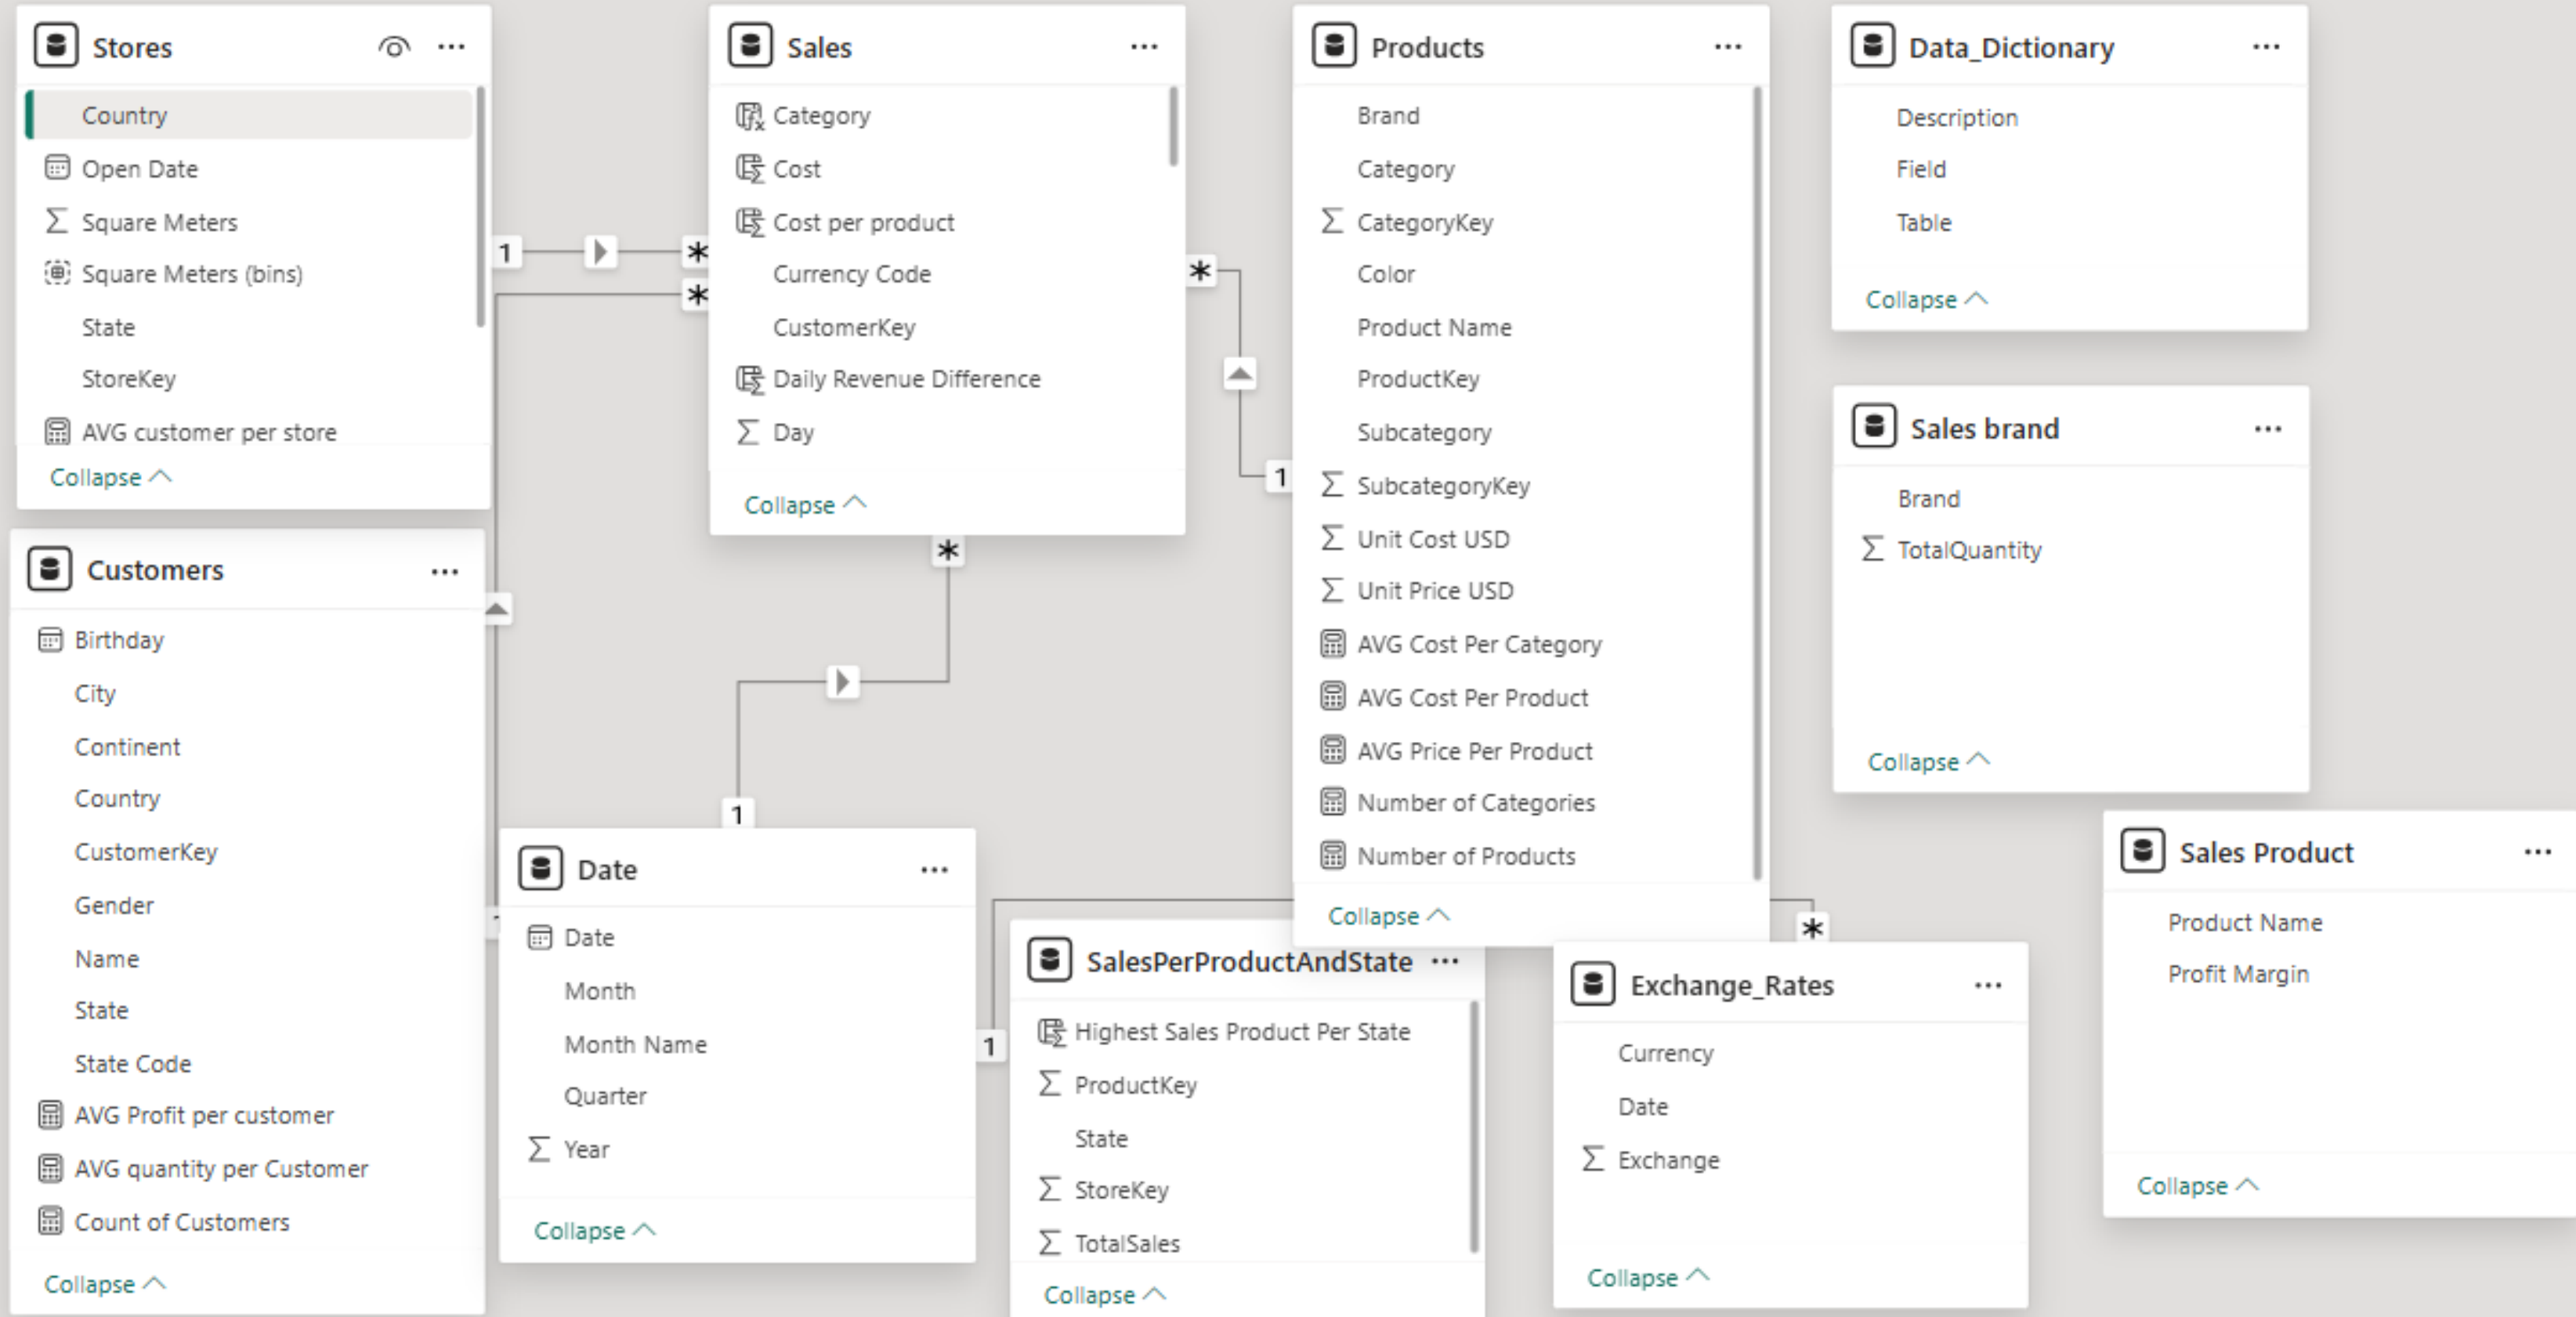 Stores
Country
Open Date
Square Meters
Square Meters (bins)
State
StoreKey
AVG customer per store
Collapse
1
*
*
Sales
Category
Cost
Cost per product
Currency Code
CustomerKey
Daily Revenue Difference
Day
Collapse
*
1
Products
Brand
Category
CategoryKey
Color
Product Name
ProductKey
Subcategory
SubcategoryKey
Unit Cost USD
Unit Price USD
AVG Cost Per Category
AVG Cost Per Product
AVG Price Per Product
Number of Categories
Number of Products
Collapse
Data_Dictionary
Description
Field
Table
Collapse
Sales brand
Brand
TotalQuantity
Collapse
Customers
Birthday
City
Continent
Country
CustomerKey
Gender
Name
State
State Code
AVG Profit per customer
AVG quantity per Customer
Count of Customers
Collapse
*
1
Date
Date
Month
Month Name
Quarter
Year
Collapse
1
*
SalesPerProductAndState
Highest Sales Product Per State
ProductKey
State
StoreKey
TotalSales
Collapse
Exchange_Rates
Currency
Date
Exchange
Collapse
Sales Product
Product Name
Profit Margin
Collapse